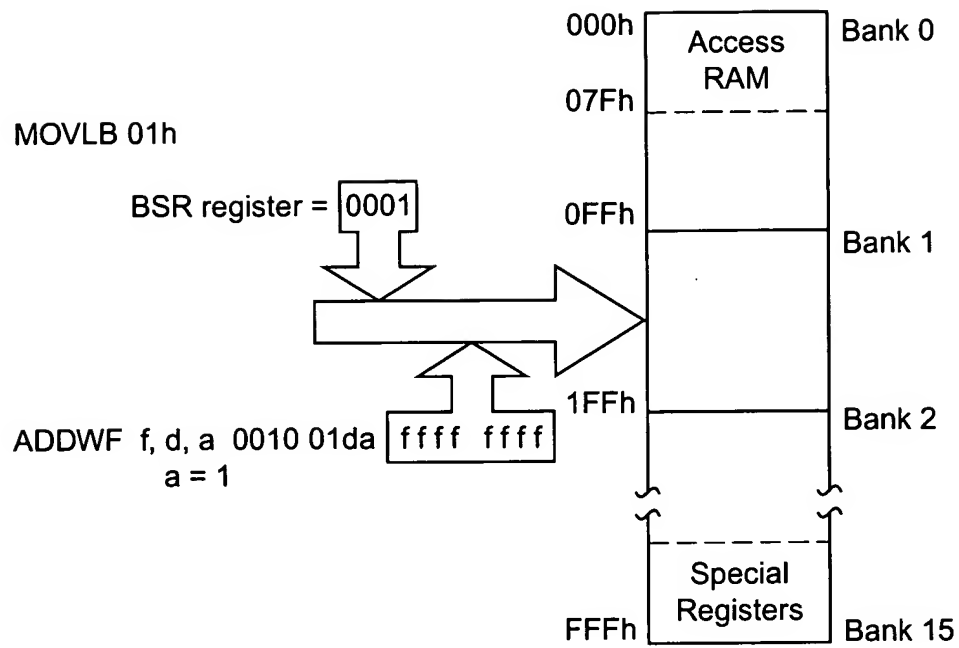 000h
Access
RAM
Bank 0
07Fh
MOVLB 01h
BSR register = 0001
0FFh
Bank 1
1FFh
Bank 2
ADDWF f, d, a 0010 01da ffff ffff
a = 1
Special
Registers
FFFh
Bank 15